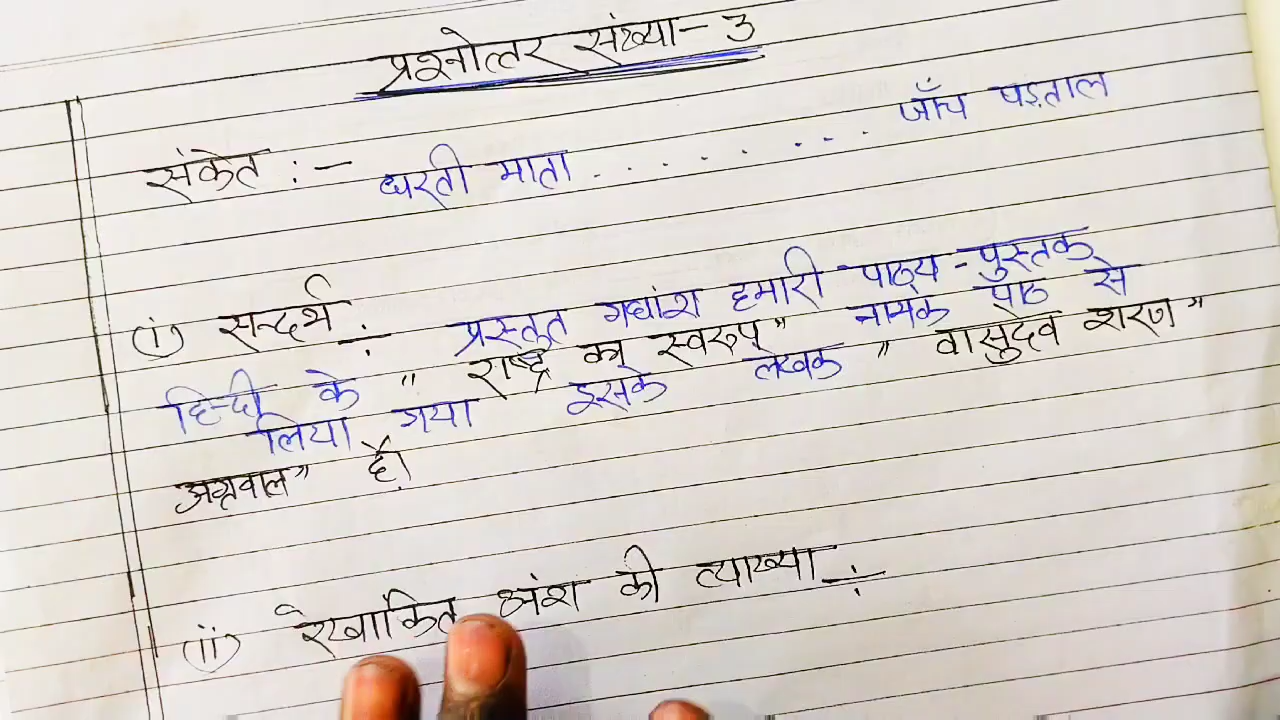 प्रश्नोत्तर संख्या - 3
संकेत :- धरती माता . . . . . . . . . . जाँच पड़ताल
(i) सन्दर्भ :- प्रस्तुत गद्यांश हमारी पाठ्य-पुस्तक
हिन्दी के " राष्ट्र का स्वरूप" नामक पाठ से
लिया गया इसके लेखक " वासुदेव शरण "
अग्रवाल" है।
(ii) रेखांकित अंश की व्याख्या :-